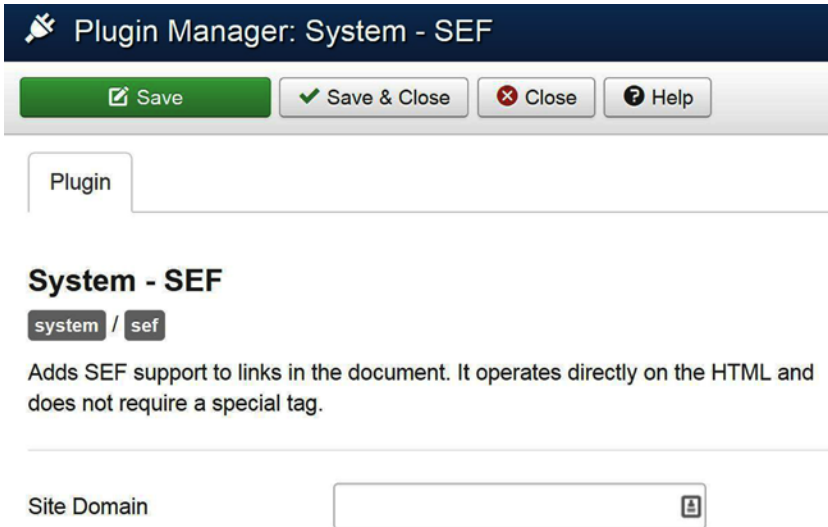 Plugin Manager: System - SEF
Save Save & Close Close Help
Plugin
System - SEF
system / sef
Adds SEF support to links in the document. It operates directly on the HTML and
does not require a special tag.
Site Domain